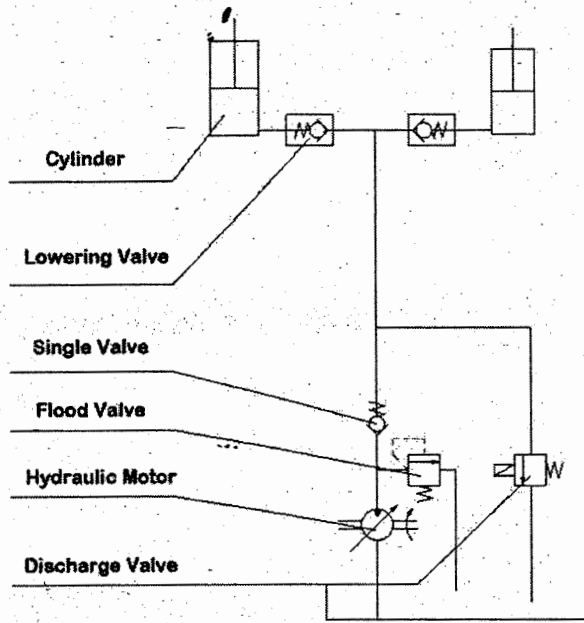 Cylinder
Lowering Valve
Single Valve
Flood Valve
Hydraulic Motor
Discharge Valve